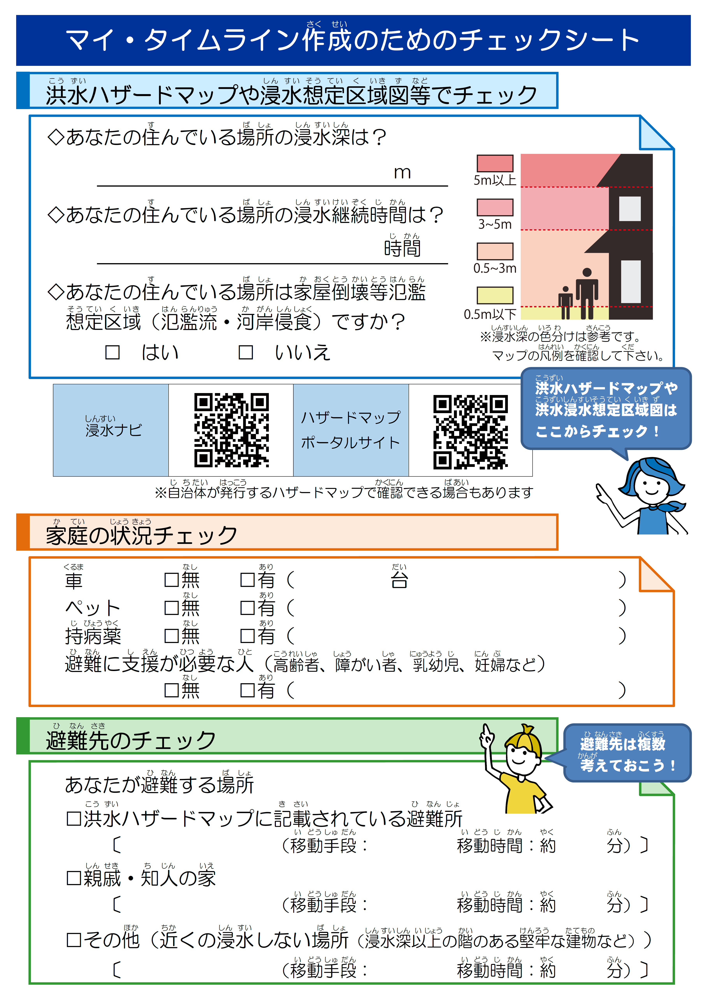 マイ・タイムライン作成のためのチェックシート
洪水ハザードマップや浸水想定区域図等でチェック
◇あなたの住んでいる場所の浸水深は？
m
◇あなたの住んでいる場所の浸水継続時間は？
時間
◇あなたの住んでいる場所は家屋倒壊等氾濫
想定区域（氾濫流・河岸侵食）ですか？
□ はい □ いいえ
5m以上
3~5m
0.5~3m
0.5m以下
※浸水深の色分けは参考です。
マップの凡例を確認して下さい。
浸水ナビ
ハザードマップ
ポータルサイト
洪水ハザードマップや
洪水浸水想定区域図は
ここからチェック！
※自治体が発行するハザードマップで確認できる場合もあります
家庭の状況チェック
車 □無 □有（ 台 ）
ペット □無 □有（ ）
持病薬 □無 □有（ ）
避難に支援が必要な人（高齢者、障がい者、乳幼児、妊婦など）
□無 □有（ ）
避難先のチェック
避難先は複数
考えておこう！
あなたが避難する場所
□洪水ハザードマップに記載されている避難所
〔 （移動手段： 移動時間：約 分）〕
□親戚・知人の家
〔 （移動手段： 移動時間：約 分）〕
□その他（近くの浸水しない場所（浸水深以上の階のある堅牢な建物など））
〔 （移動手段： 移動時間：約 分）〕